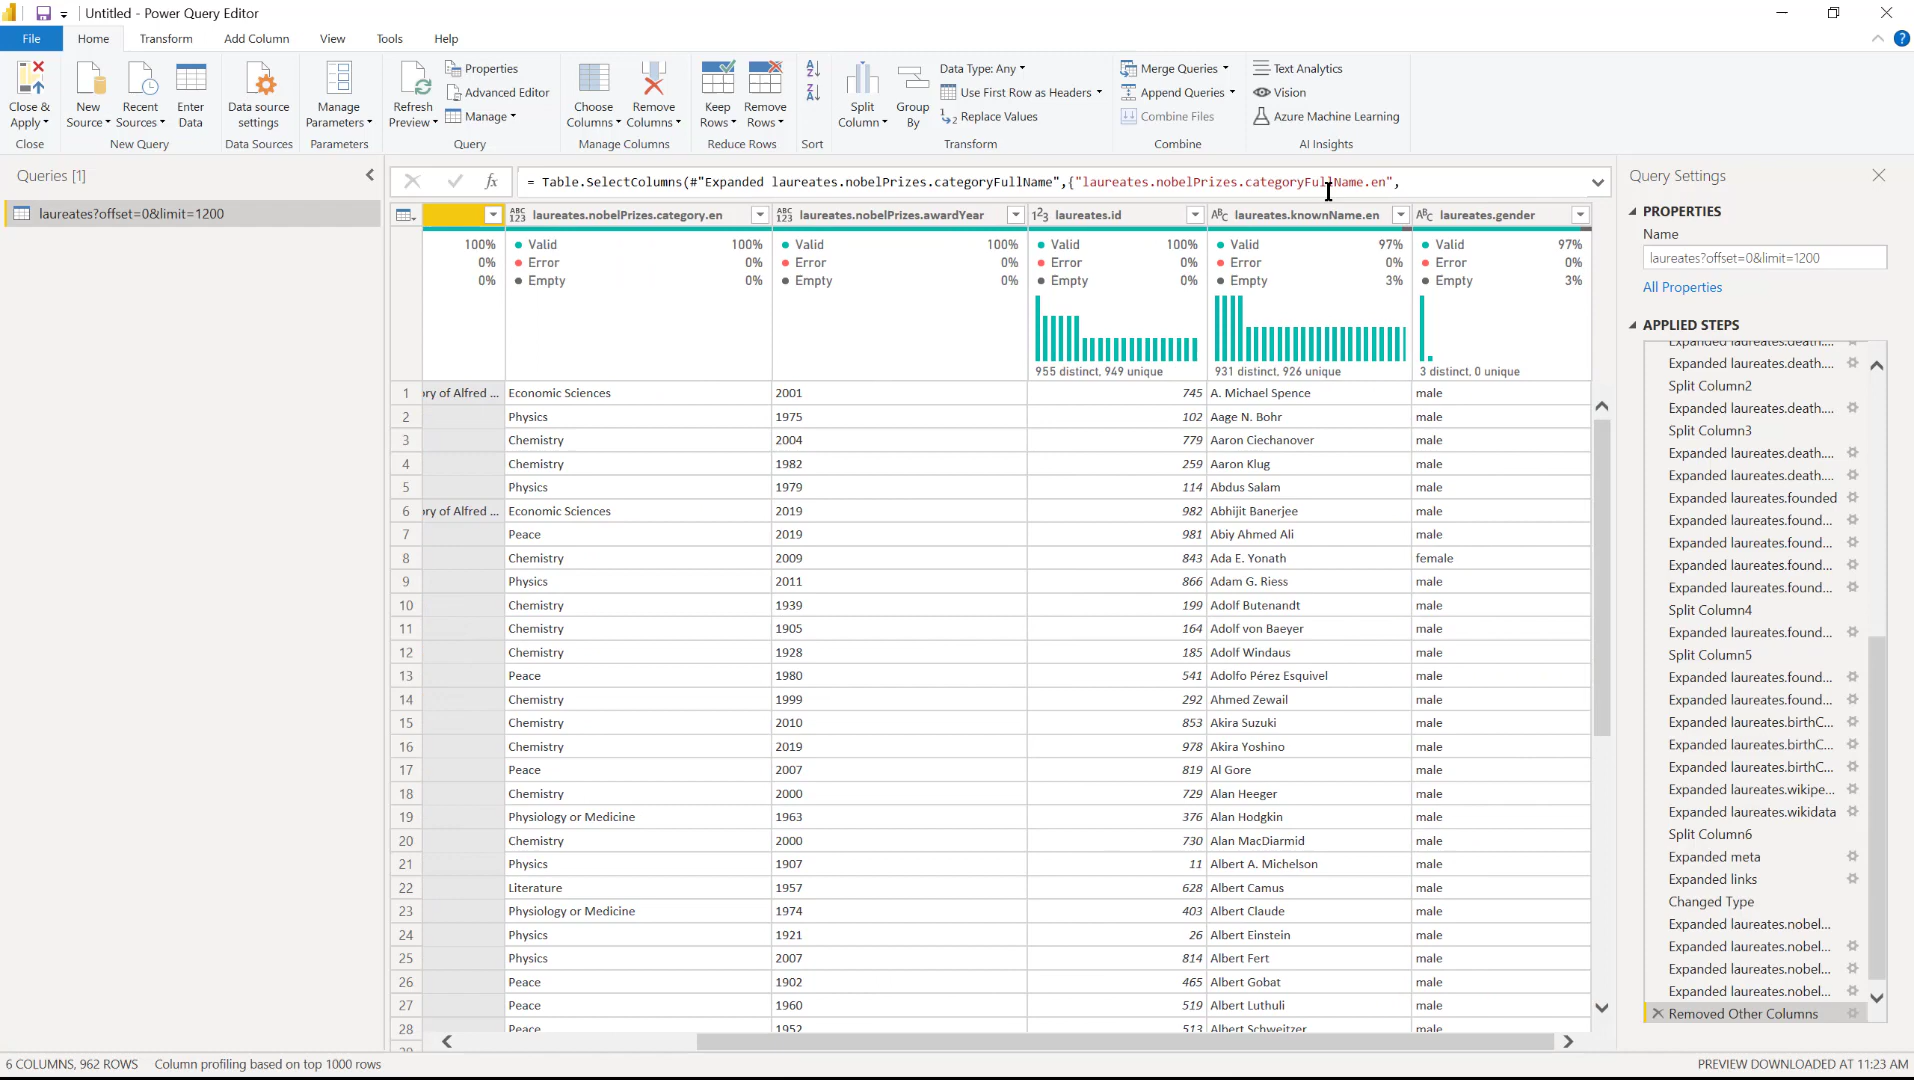 Untitled - Power Query Editor
File Home Transform Add Column View Tools Help
Close & Apply
Close
New Source
Recent Sources
Enter Data
New Query
Data source settings
Data Sources
Manage Parameters
Parameters
Refresh Preview
Properties
Advanced Editor
Manage
Query
Choose Columns
Remove Columns
Manage Columns
Keep Rows
Remove Rows
Reduce Rows
Sort
Split Column
Group By
Data Type: Any
Use First Row as Headers
Replace Values
Transform
Merge Queries
Append Queries
Combine Files
Combine
Text Analytics
Vision
Azure Machine Learning
AI Insights
Queries [1]
laureates?offset=0&limit=1200
fx = Table.SelectColumns(#"Expanded laureates.nobelPrizes.categoryFullName",{"laureates.nobelPrizes.categoryFullName.en",
ABC 123 laureates.nobelPrizes.category.en ABC 123 laureates.nobelPrizes.awardYear 123 laureates.id ABC laureates.knownName.en ABC laureates.gender
100% Valid 100% Valid 100% Valid 100% Valid 97% Valid 97%
0% Error 0% Error 0% Error 0% Error 0% Error 0%
0% Empty 0% Empty 0% Empty 0% Empty 3% Empty 3%
955 distinct, 949 unique 931 distinct, 926 unique 3 distinct, 0 unique
1 ory of Alfred ... Economic Sciences 2001 745 A. Michael Spence male
2 Physics 1975 102 Aage N. Bohr male
3 Chemistry 2004 779 Aaron Ciechanover male
4 Chemistry 1982 259 Aaron Klug male
5 Physics 1979 114 Abdus Salam male
6 ory of Alfred ... Economic Sciences 2019 982 Abhijit Banerjee male
7 Peace 2019 981 Abiy Ahmed Ali male
8 Chemistry 2009 843 Ada E. Yonath female
9 Physics 2011 866 Adam G. Riess male
10 Chemistry 1939 199 Adolf Butenandt male
11 Chemistry 1905 164 Adolf von Baeyer male
12 Chemistry 1928 185 Adolf Windaus male
13 Peace 1980 541 Adolfo Pérez Esquivel male
14 Chemistry 1999 292 Ahmed Zewail male
15 Chemistry 2010 853 Akira Suzuki male
16 Chemistry 2019 978 Akira Yoshino male
17 Peace 2007 819 Al Gore male
18 Chemistry 2000 729 Alan Heeger male
19 Physiology or Medicine 1963 376 Alan Hodgkin male
20 Chemistry 2000 730 Alan MacDiarmid male
21 Physics 1907 11 Albert A. Michelson male
22 Literature 1957 628 Albert Camus male
23 Physiology or Medicine 1974 403 Albert Claude male
24 Physics 1921 26 Albert Einstein male
25 Physics 2007 814 Albert Fert male
26 Peace 1902 465 Albert Gobat male
27 Peace 1960 519 Albert Luthuli male
28 Peace 1952 513 Albert Schweitzer male
Query Settings
PROPERTIES
Name
laureates?offset=0&limit=1200
All Properties
APPLIED STEPS
Expanded laureates.death....
Expanded laureates.death....
Split Column2
Expanded laureates.death....
Split Column3
Expanded laureates.death....
Expanded laureates.death....
Expanded laureates.founded
Expanded laureates.found...
Expanded laureates.found...
Expanded laureates.found...
Expanded laureates.found...
Split Column4
Expanded laureates.found...
Split Column5
Expanded laureates.found...
Expanded laureates.found...
Expanded laureates.birthC...
Expanded laureates.birthC...
Expanded laureates.birthC...
Expanded laureates.wikipe...
Expanded laureates.wikidata
Split Column6
Expanded meta
Expanded links
Changed Type
Expanded laureates.nobel...
Expanded laureates.nobel...
Expanded laureates.nobel...
Expanded laureates.nobel...
Removed Other Columns
6 COLUMNS, 962 ROWS Column profiling based on top 1000 rows
PREVIEW DOWNLOADED AT 11:23 AM